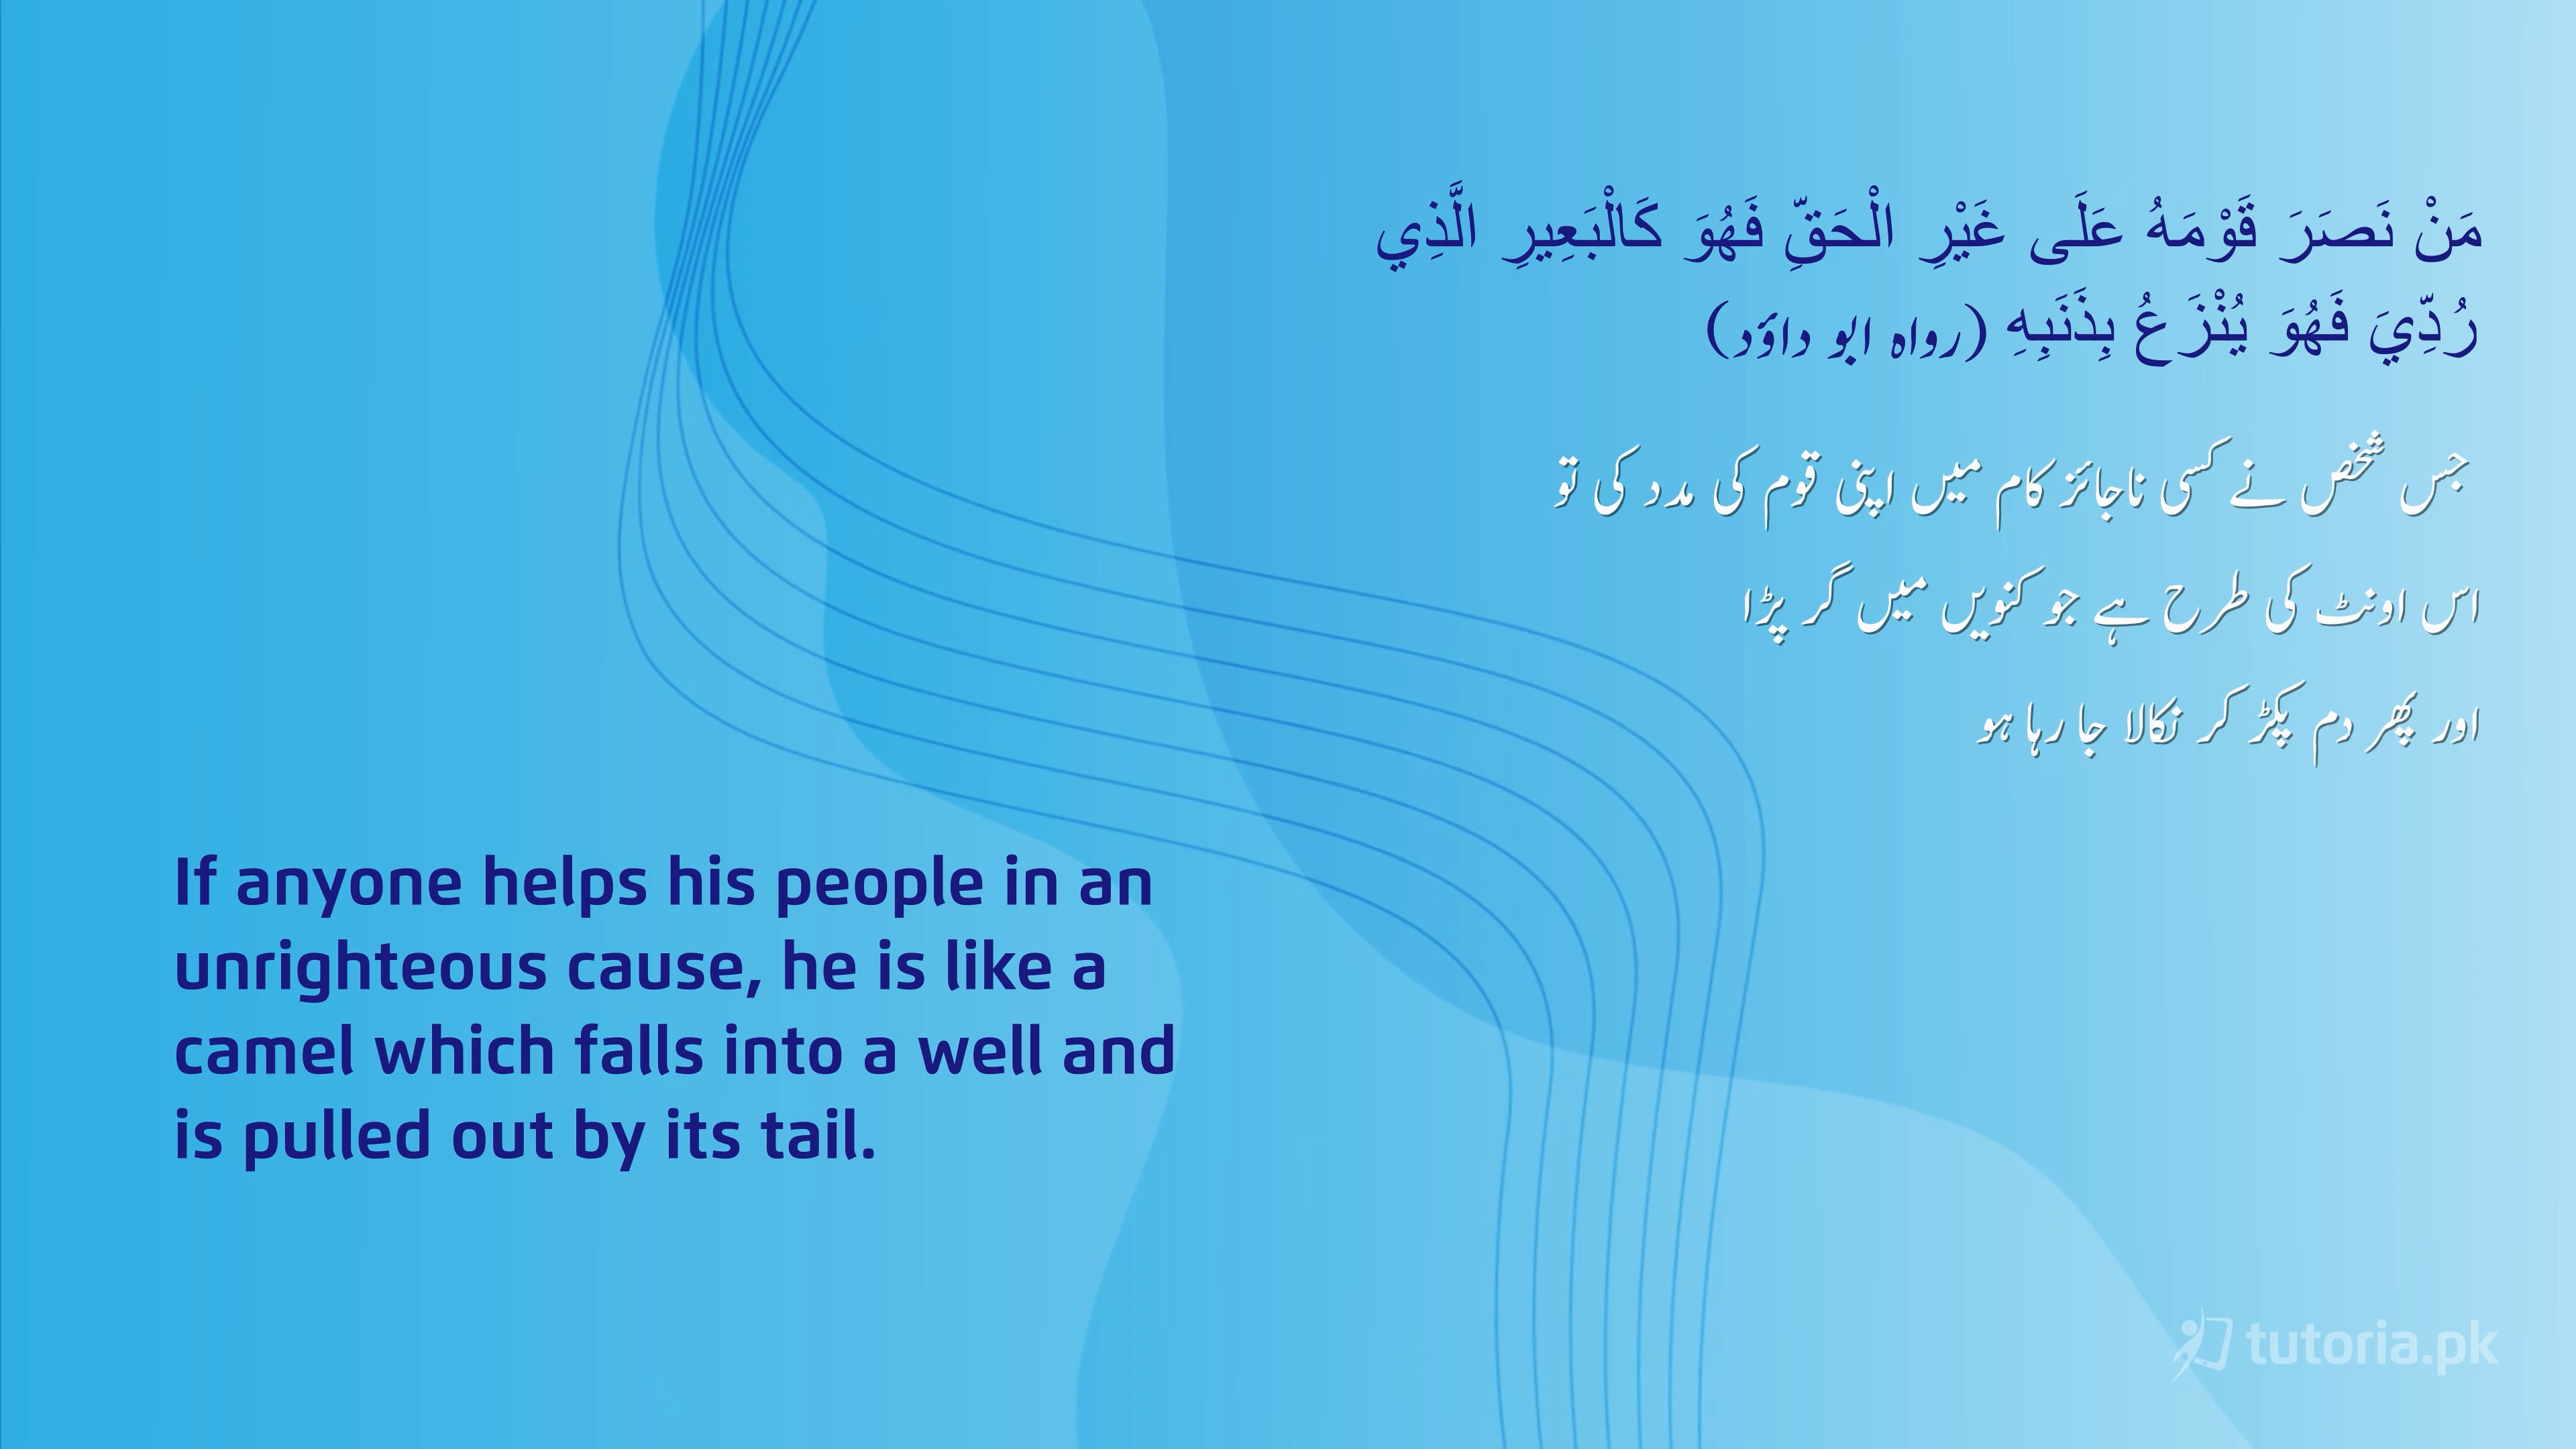 مَنْ نَصَرَ قَوْمَهُ عَلَى غَيْرِ الْحَقِّ فَهُوَ كَالْبَعِيرِ الَّذِي
رُدِّيَ فَهُوَ يُنْزَعُ بِذَنَبِهِ (رواہ ابو داؤد)
جس شخص نے کسی ناجائز کام میں اپنی قوم کی مدد کی تو
اس اونٹ کی طرح ہے جو کنویں میں گر پڑا
اور پھر دم پکڑ کر نکالا جا رہا ہو
If anyone helps his people in an
unrighteous cause, he is like a
camel which falls into a well and
is pulled out by its tail.
tutoria.pk